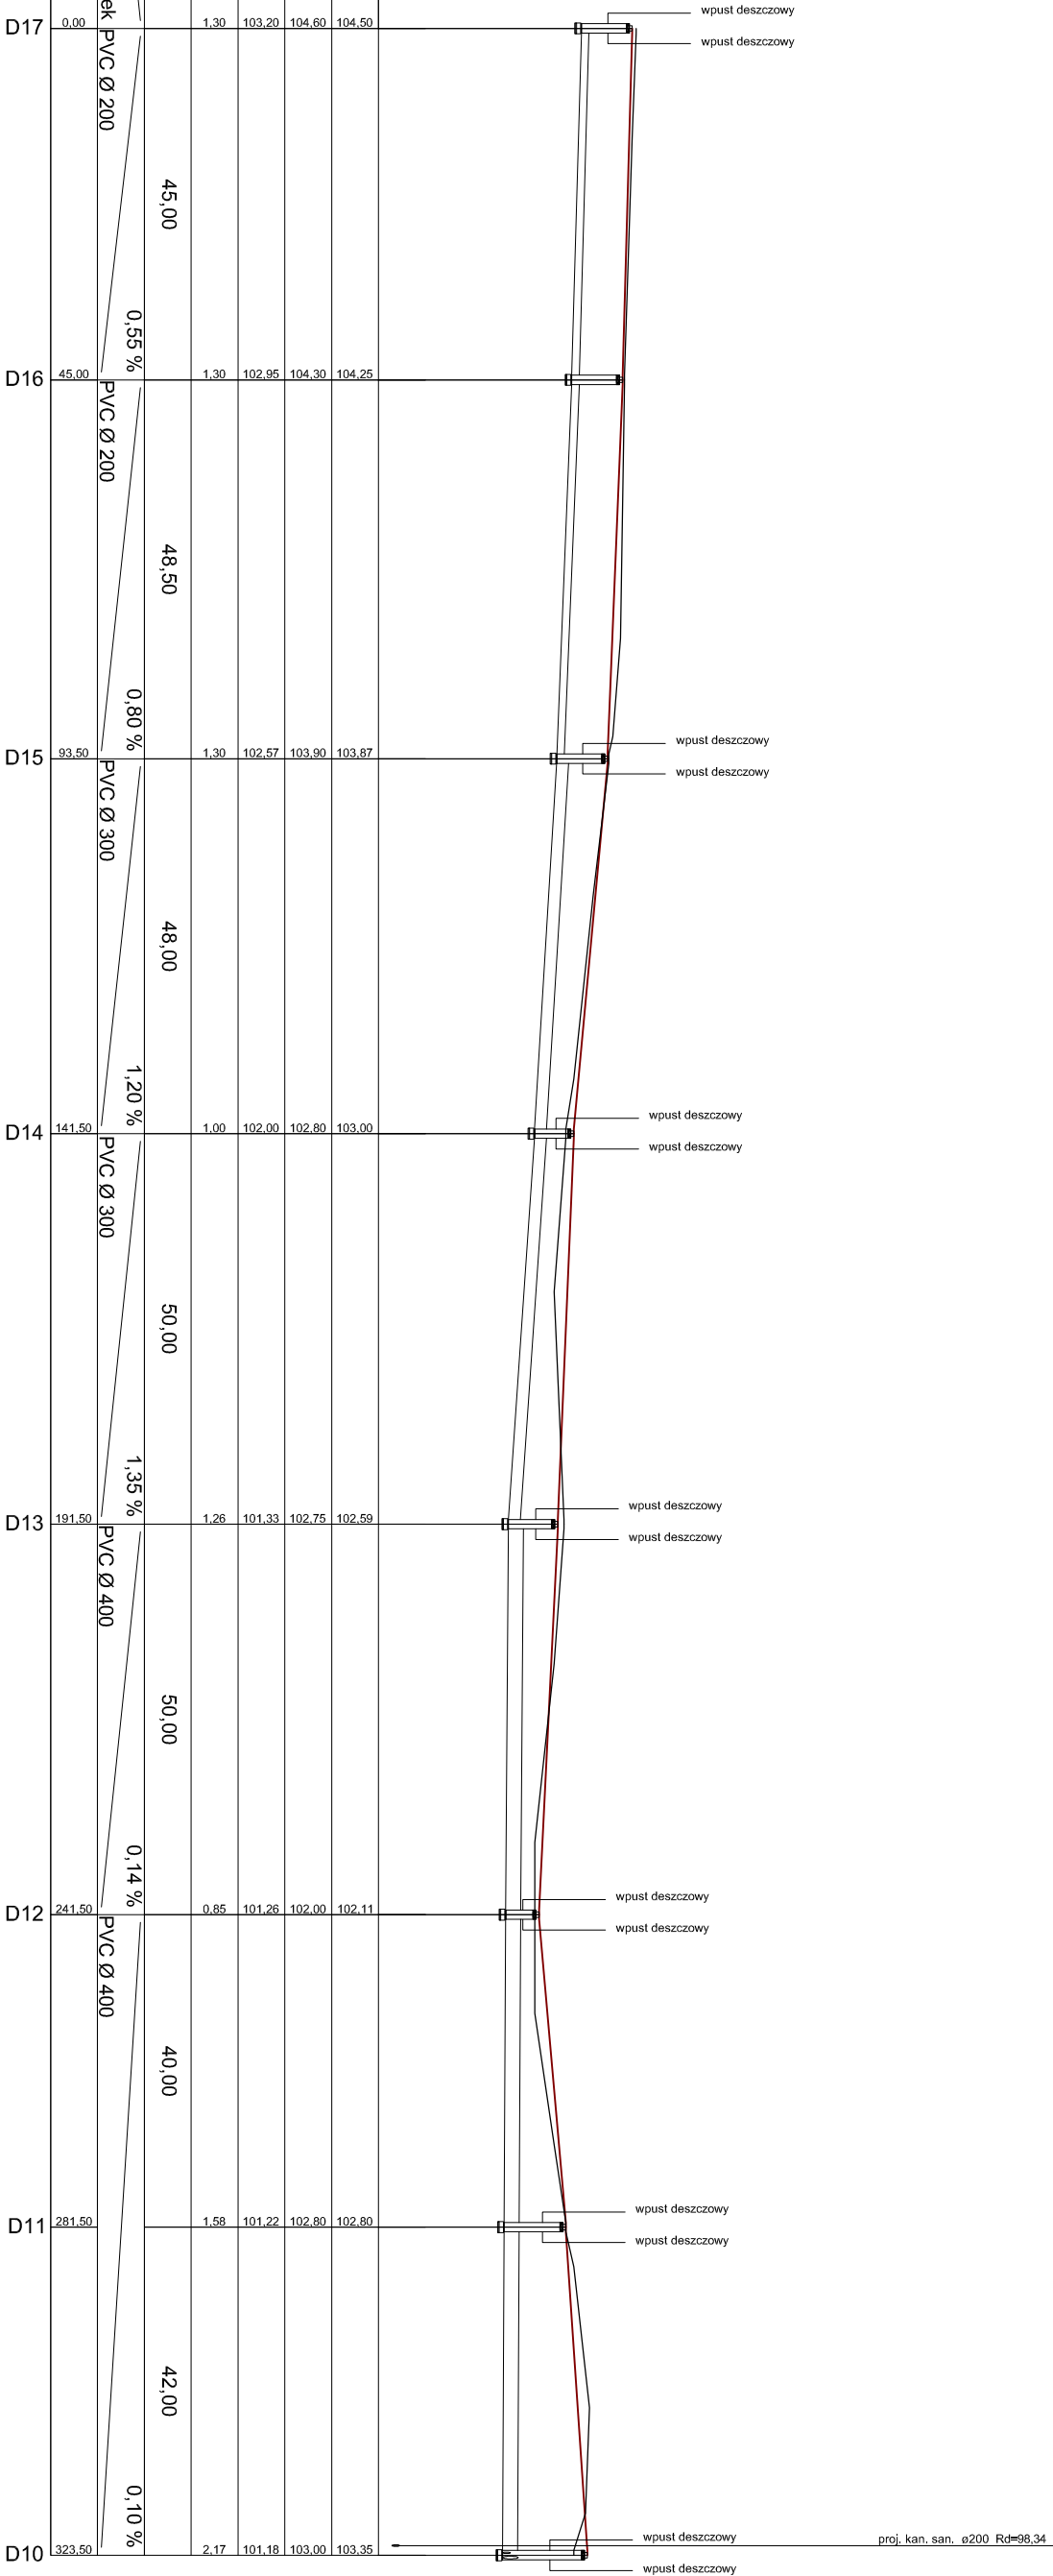 wpust deszczowy
D17 0,00 1,30 103,20 104,60 104,50
wpust deszczowy
ek
PVC Ø 200
45,00
0,55 %
D16 45,00 1,30 102,95 104,30 104,25
PVC Ø 200
48,50
0,80 %
wpust deszczowy
D15 93,50 1,30 102,57 103,90 103,87
wpust deszczowy
PVC Ø 300
48,00
1,20 %
wpust deszczowy
D14 141,50 1,00 102,00 102,80 103,00
wpust deszczowy
PVC Ø 300
50,00
1,35 %
wpust deszczowy
D13 191,50 1,26 101,33 102,75 102,59
wpust deszczowy
PVC Ø 400
50,00
0,14 %
wpust deszczowy
D12 241,50 0,85 101,26 102,00 102,11
wpust deszczowy
PVC Ø 400
40,00
wpust deszczowy
D11 281,50 1,58 101,22 102,80 102,80
wpust deszczowy
42,00
0,10 %
wpust deszczowy
proj. kan. san. ø200 Rd=98,34
D10 323,50 2,17 101,18 103,00 103,35
wpust deszczowy